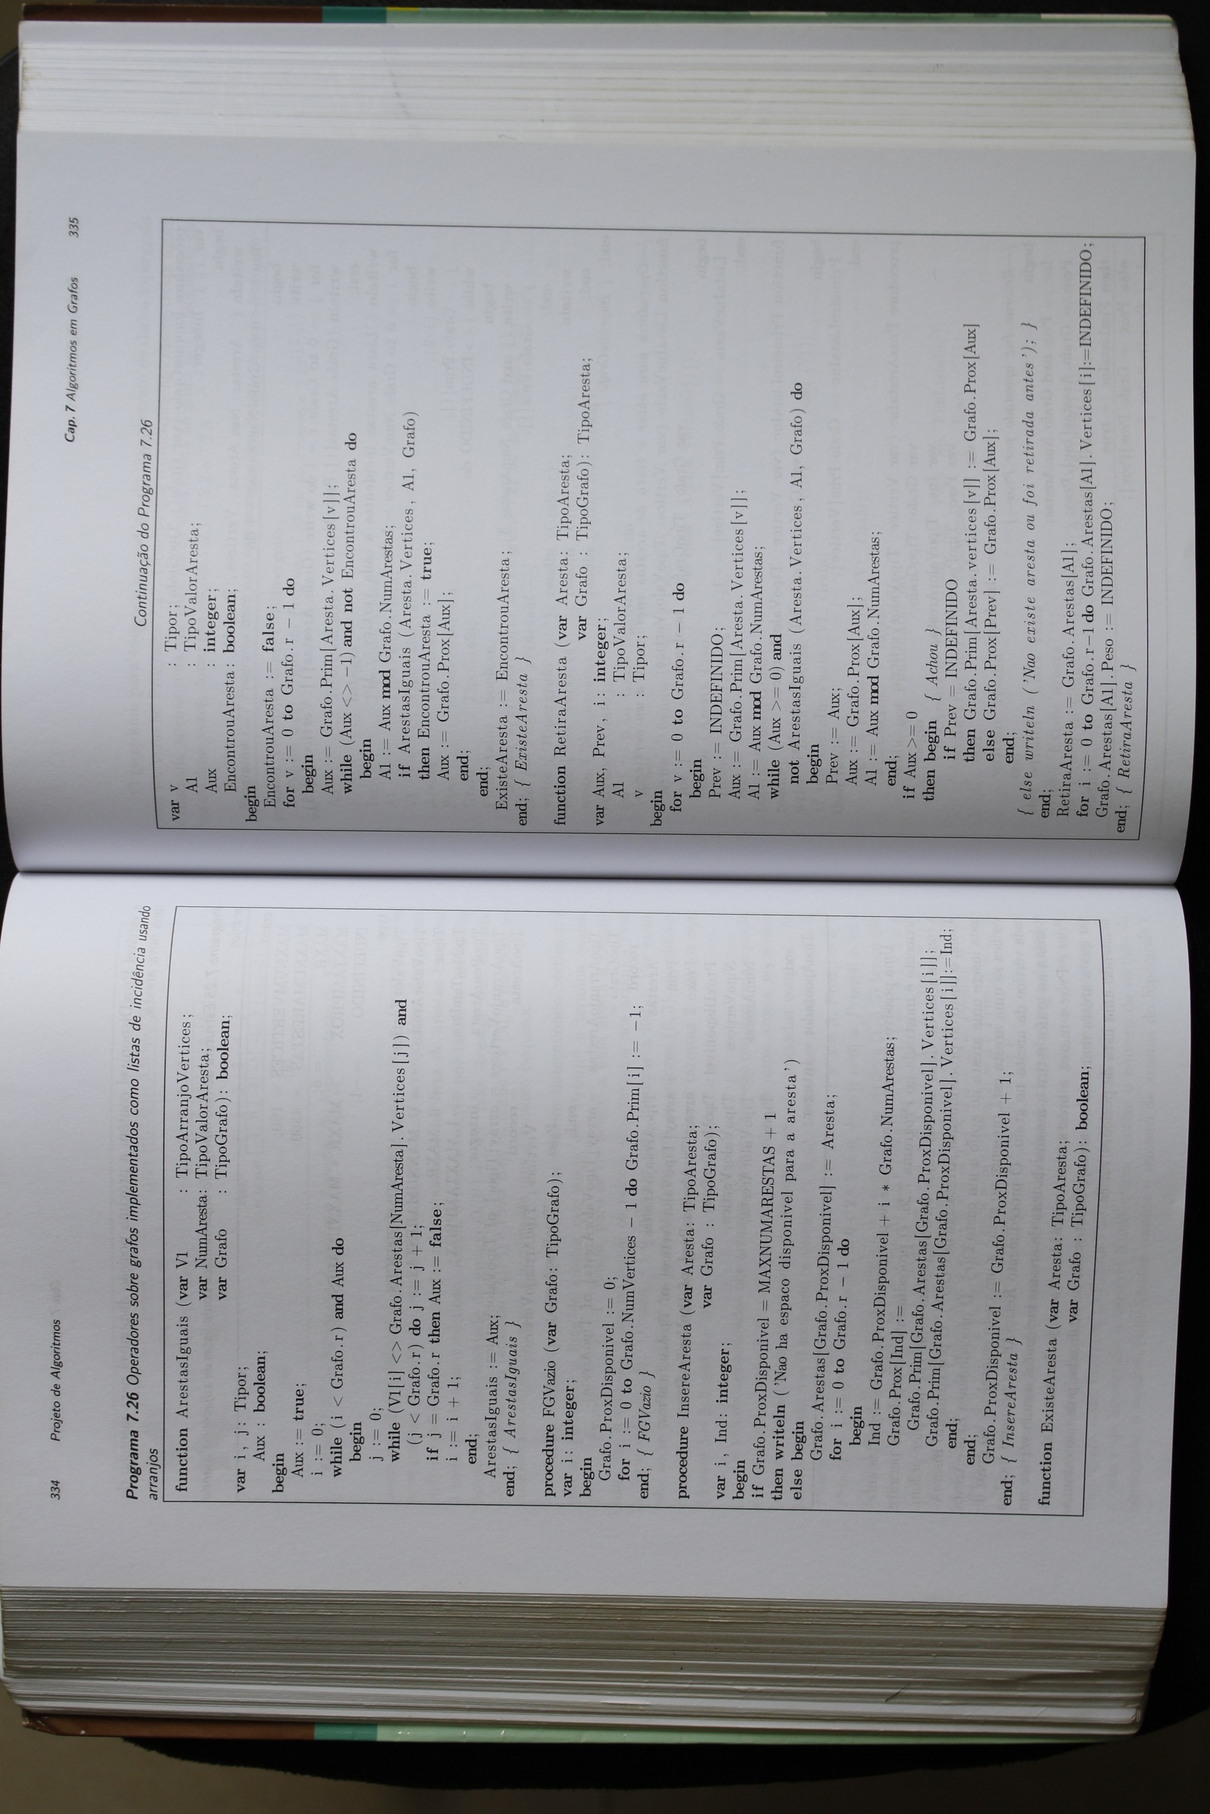 334 Projeto de Algoritmos
Programa 7.26 Operadores sobre grafos implementados como listas de incidência usando
arranjos
function ArestasIguais (var V1 : TipoArranjoVertices;
var NumAresta: TipoValorAresta;
var Grafo : TipoGrafo): boolean;
var i, j: Tipor;
Aux : boolean;
begin
Aux := true;
i := 0;
while (i < Grafo.r) and Aux do
begin
j := 0;
while (V1[i] <> Grafo.Arestas[NumAresta].Vertices[j]) and
(j < Grafo.r) do j := j + 1;
if j = Grafo.r then Aux := false;
i := i + 1;
end;
ArestasIguais := Aux;
end; { ArestasIguais }
procedure FGVazio (var Grafo: TipoGrafo);
var i: integer;
begin
Grafo.ProxDisponivel := 0;
for i := 0 to Grafo.NumVertices − 1 do Grafo.Prim[i] := −1;
end; { FGVazio }
procedure InsereAresta (var Aresta: TipoAresta;
var Grafo : TipoGrafo);
var i, Ind: integer;
begin
if Grafo.ProxDisponivel = MAXNUMARESTAS + 1
then writeln ('Nao ha espaco disponivel para a aresta')
else begin
Grafo.Arestas[Grafo.ProxDisponivel] := Aresta;
for i := 0 to Grafo.r − 1 do
begin
Ind := Grafo.ProxDisponivel + i * Grafo.NumArestas;
Grafo.Prox[Ind] :=
Grafo.Prim[Grafo.Arestas[Grafo.ProxDisponivel].Vertices[i]];
Grafo.Prim[Grafo.Arestas[Grafo.ProxDisponivel].Vertices[i]]:=Ind;
end;
end;
Grafo.ProxDisponivel := Grafo.ProxDisponivel + 1;
end; { InsereAresta }
function ExisteAresta (var Aresta: TipoAresta;
var Grafo : TipoGrafo): boolean;
Cap. 7 Algoritmos em Grafos 335
Continuação do Programa 7.26
var v : Tipor;
A1 : TipoValorAresta;
Aux : integer;
EncontrouAresta: boolean;
begin
EncontrouAresta := false;
for v := 0 to Grafo.r − 1 do
begin
Aux := Grafo.Prim[Aresta.Vertices[v]];
while (Aux <> −1) and not EncontrouAresta do
begin
A1 := Aux mod Grafo.NumArestas;
if ArestasIguais (Aresta.Vertices, A1, Grafo)
then EncontrouAresta := true;
Aux := Grafo.Prox[Aux];
end;
end;
ExisteAresta := EncontrouAresta;
end; { ExisteAresta }
function RetiraAresta (var Aresta: TipoAresta;
var Grafo : TipoGrafo): TipoAresta;
var Aux, Prev, i: integer;
A1 : TipoValorAresta;
v : Tipor;
begin
for v := 0 to Grafo.r − 1 do
begin
Prev := INDEFINIDO;
Aux := Grafo.Prim[Aresta.Vertices[v]];
A1 := Aux mod Grafo.NumArestas;
while (Aux >= 0) and
not ArestasIguais (Aresta.Vertices, A1, Grafo) do
begin
Prev := Aux;
Aux := Grafo.Prox[Aux];
A1 := Aux mod Grafo.NumArestas;
end;
if Aux >= 0
then begin { Achou }
if Prev = INDEFINIDO
then Grafo.Prim[Aresta.vertices[v]] := Grafo.Prox[Aux]
else Grafo.Prox[Prev] := Grafo.Prox[Aux];
end;
{ else writeln ('Nao existe aresta ou foi retirada antes'); }
end;
RetiraAresta := Grafo.Arestas[A1];
for i := 0 to Grafo.r−1 do Grafo.Arestas[A1].Vertices[i]:=INDEFINIDO;
Grafo.Arestas[A1].Peso := INDEFINIDO;
end; { RetiraAresta }